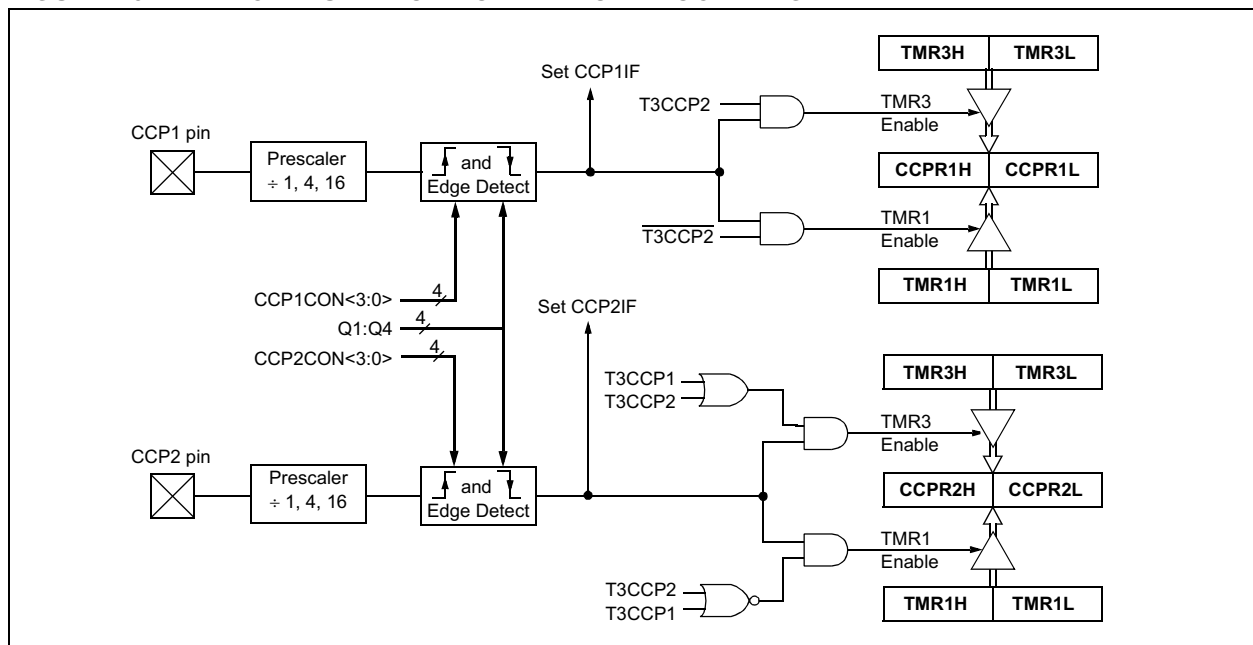 Set CCP1IF
TMR3H TMR3L
T3CCP2
TMR3
Enable
CCP1 pin
Prescaler
÷ 1, 4, 16
and
Edge Detect
CCPR1H CCPR1L
T3CCP2
TMR1
Enable
TMR1H TMR1L
CCP1CON<3:0> 4
Q1:Q4 4
CCP2CON<3:0> 4
Set CCP2IF
TMR3H TMR3L
T3CCP1
T3CCP2
TMR3
Enable
CCP2 pin
Prescaler
÷ 1, 4, 16
and
Edge Detect
CCPR2H CCPR2L
TMR1
Enable
T3CCP2
T3CCP1
TMR1H TMR1L